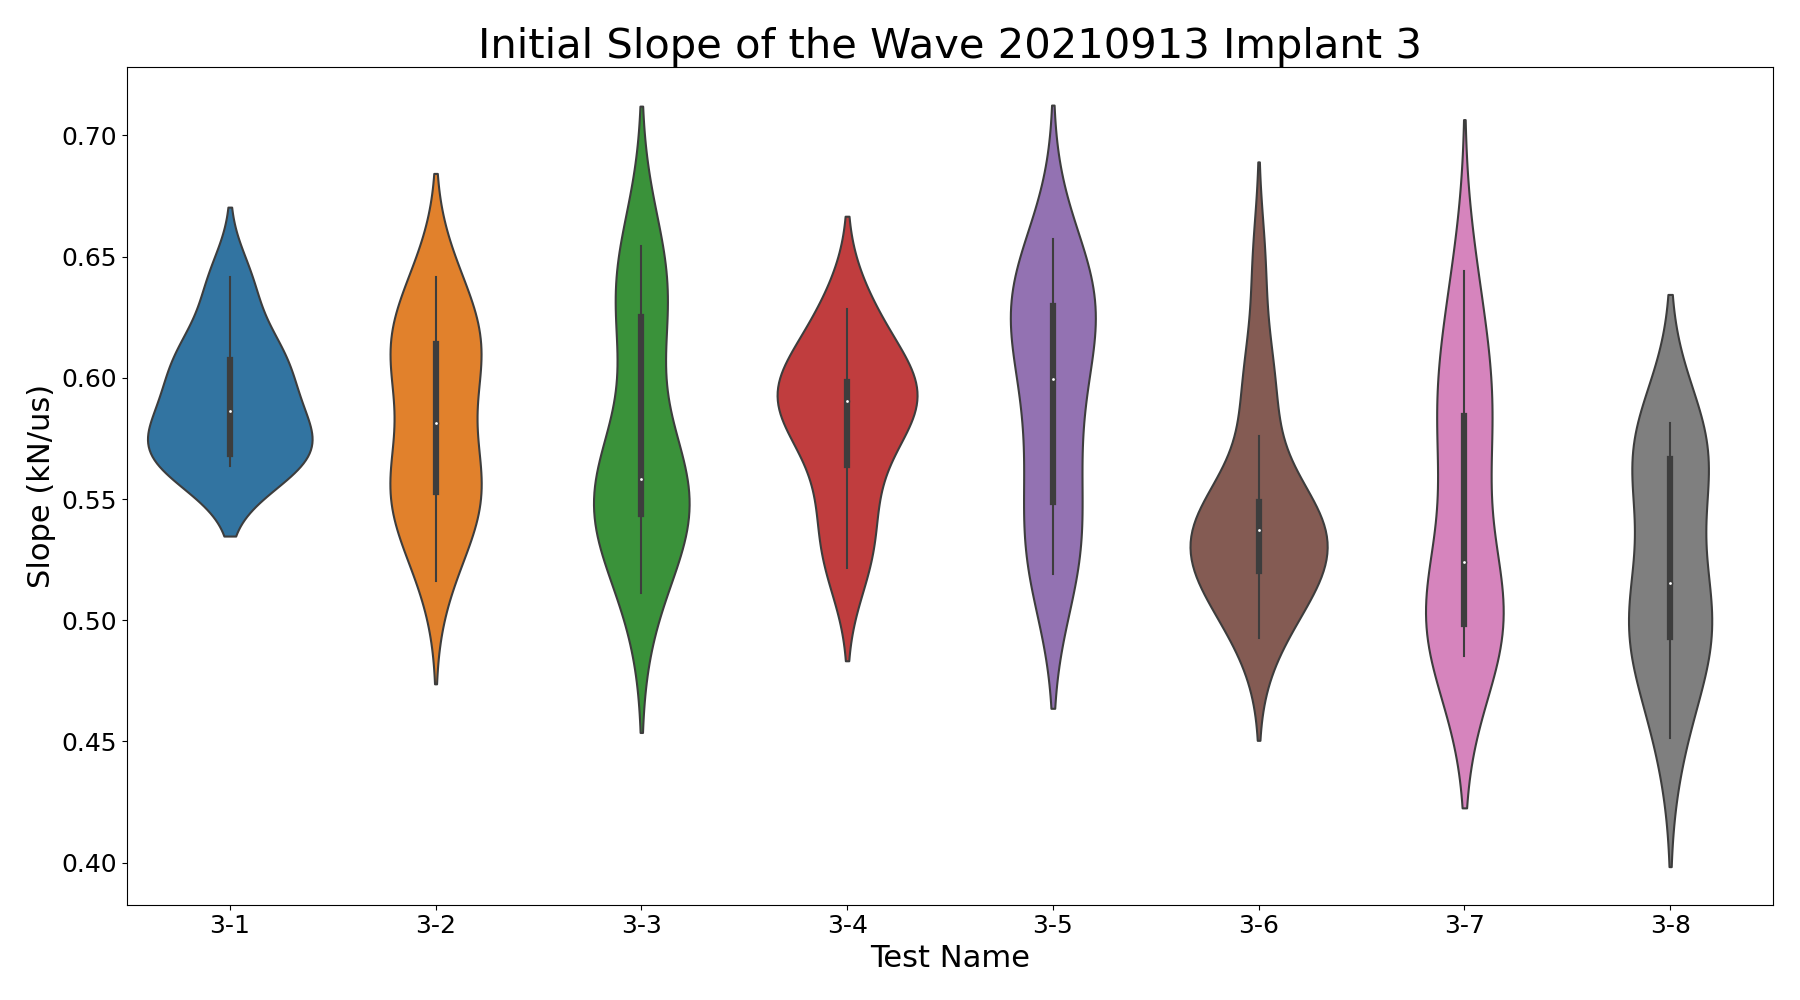 Initial Slope of the Wave 20210913 Implant 3
Slope (kN/us)
0.70
0.65
0.60
0.55
0.50
0.45
0.40
3-1 3-2 3-3 3-4 3-5 3-6 3-7 3-8
Test Name